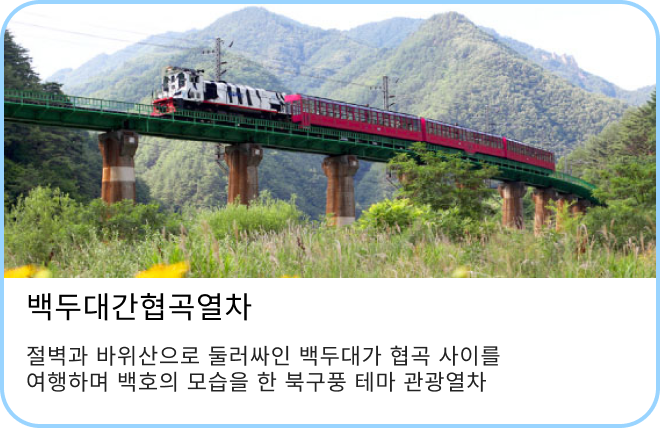 백두대간협곡열차
절벽과 바위산으로 둘러싸인 백두대가 협곡 사이를
여행하며 백호의 모습을 한 북구풍 테마 관광열차